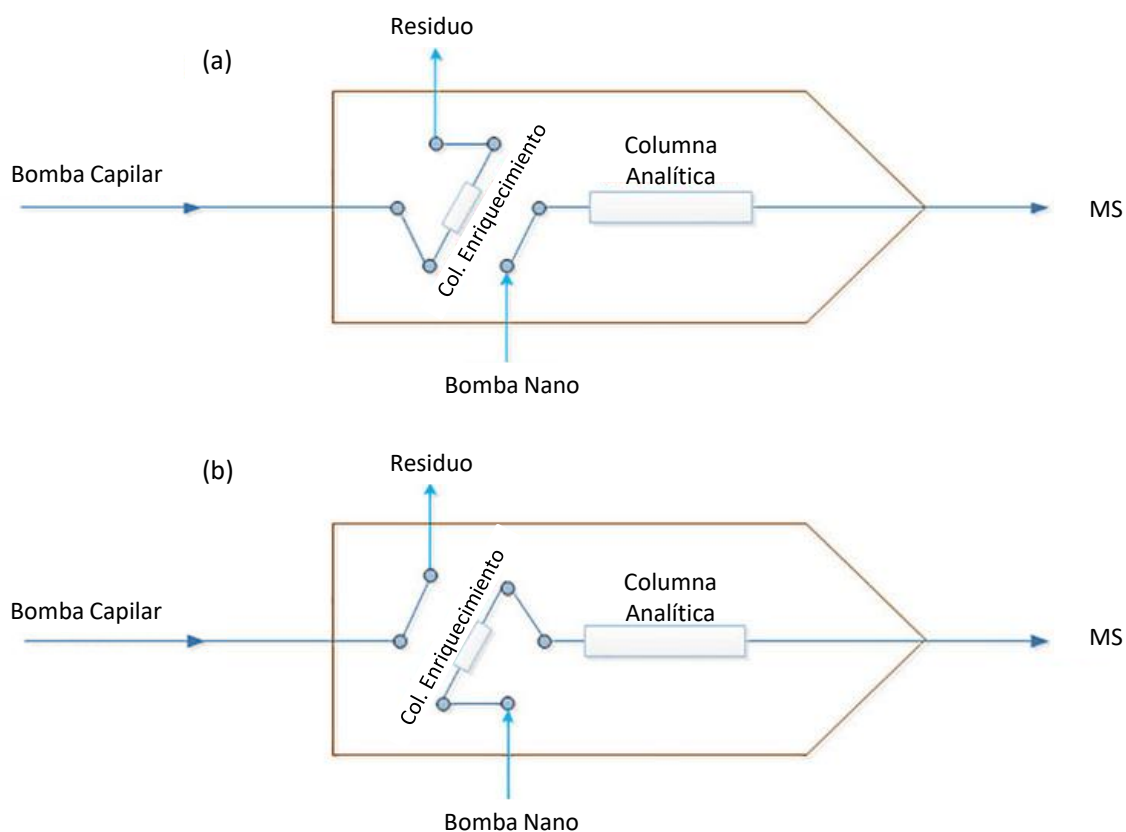 Residuo
(a)
Bomba Capilar
Col. Enriquecimiento
Columna
Analítica
MS
Bomba Nano
Residuo
(b)
Bomba Capilar
Col. Enriquecimiento
Columna
Analítica
MS
Bomba Nano